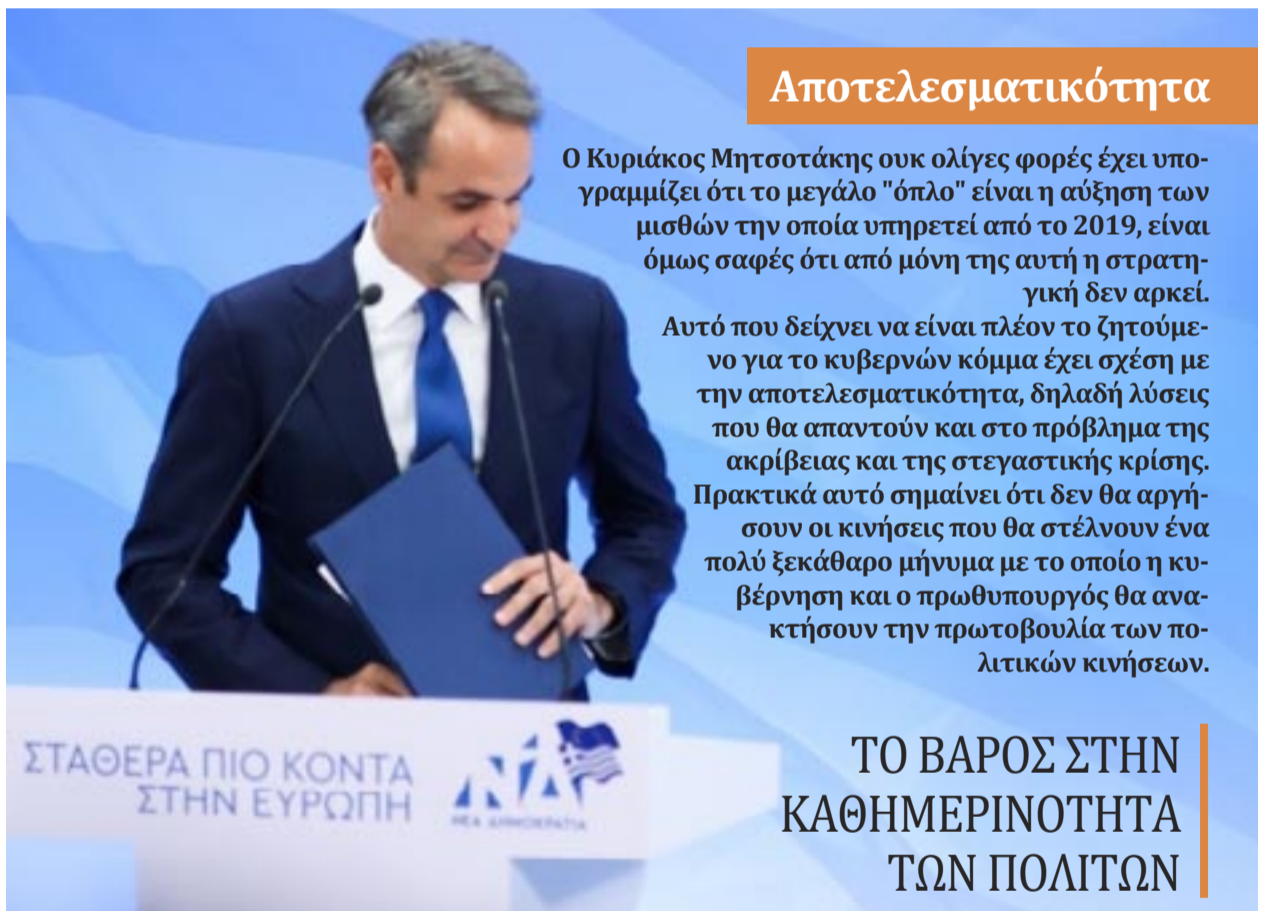 Αποτελεσματικότητα
Ο Κυριάκος Μητσοτάκης ουκ ολίγες φορές έχει υπο-
γραμμίζει ότι το μεγάλο "όπλο" είναι η αύξηση των
μισθών την οποία υπηρετεί από το 2019, είναι
όμως σαφές ότι από μόνη της αυτή η στρατη-
γική δεν αρκεί.
Αυτό που δείχνει να είναι πλέον το ζητούμε-
νο για το κυβερνών κόμμα έχει σχέση με
την αποτελεσματικότητα, δηλαδή λύσεις
που θα απαντούν και στο πρόβλημα της
ακρίβειας και της στεγαστικής κρίσης.
Πρακτικά αυτό σημαίνει ότι δεν θα αργή-
σουν οι κινήσεις που θα στέλνουν ένα
πολύ ξεκάθαρο μήνυμα με το οποίο η κυ-
βέρνηση και ο πρωθυπουργός θα ανα-
κτήσουν την πρωτοβουλία των πο-
λιτικών κινήσεων.
ΤΟ ΒΑΡΟΣ ΣΤΗΝ
ΚΑΘΗΜΕΡΙΝΟΤΗΤΑ
ΤΩΝ ΠΟΛΙΤΩΝ
ΣΤΑΘΕΡΑ ΠΙΟ ΚΟΝΤΑ
ΣΤΗΝ ΕΥΡΩΠΗ
ΝΔ
ΝΕΑ ΔΗΜΟΚΡΑΤΙΑ